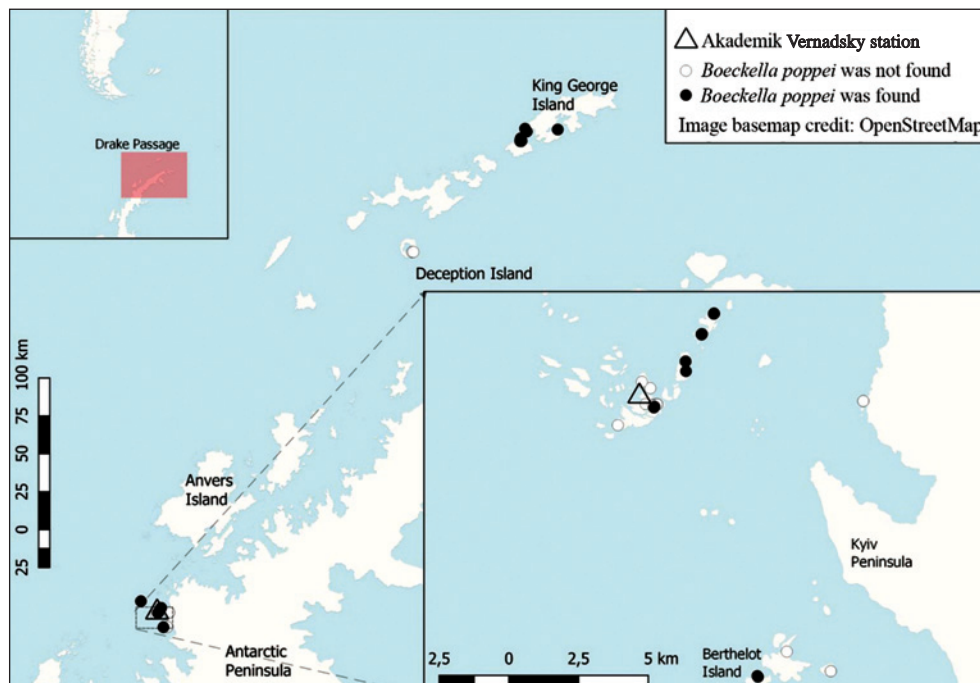 Drake Passage
Akademik Vernadsky station
Boeckella poppei was not found
Boeckella poppei was found
Image basemap credit: OpenStreetMap
King George
Island
Deception Island
100 km
75
50
25
0
25
Anvers
Island
Antarctic
Peninsula
Kyiv
Peninsula
Berthelot
Island
2,5 0 2,5 5 km